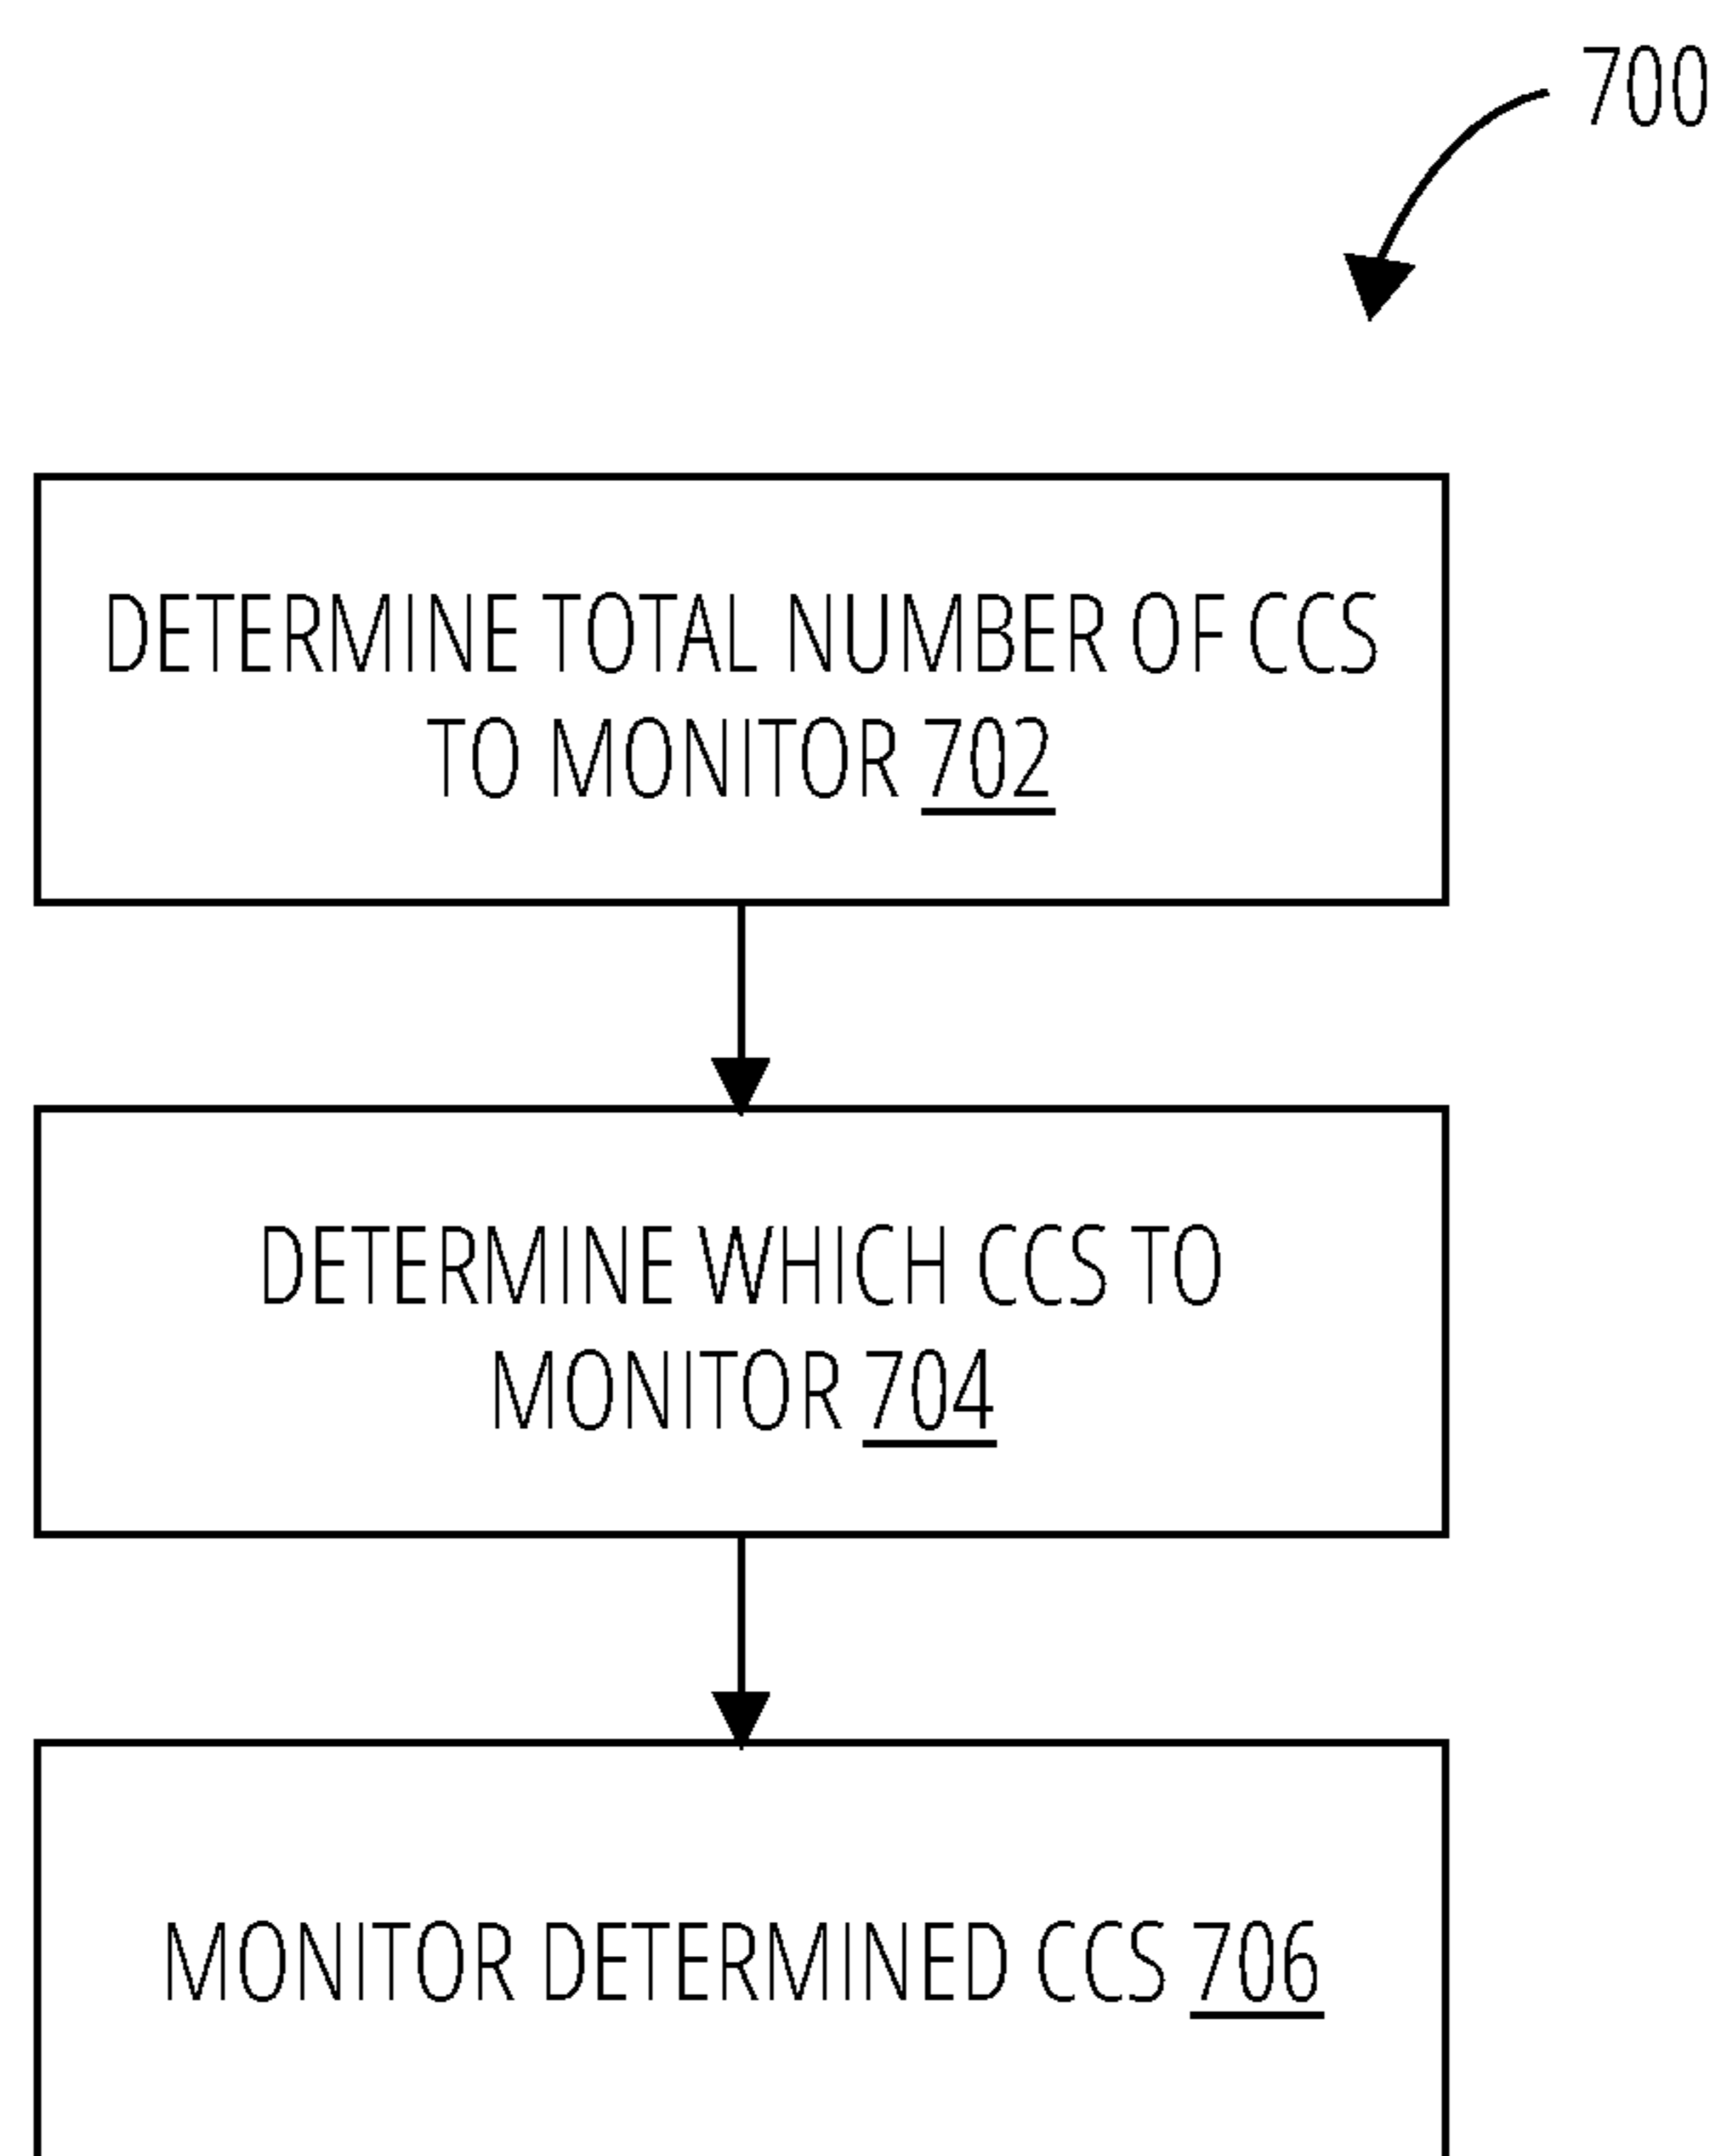 700
DETERMINE TOTAL NUMBER OF CCS
TO MONITOR 702
DETERMINE WHICH CCS TO
MONITOR 704
MONITOR DETERMINED CCS 706